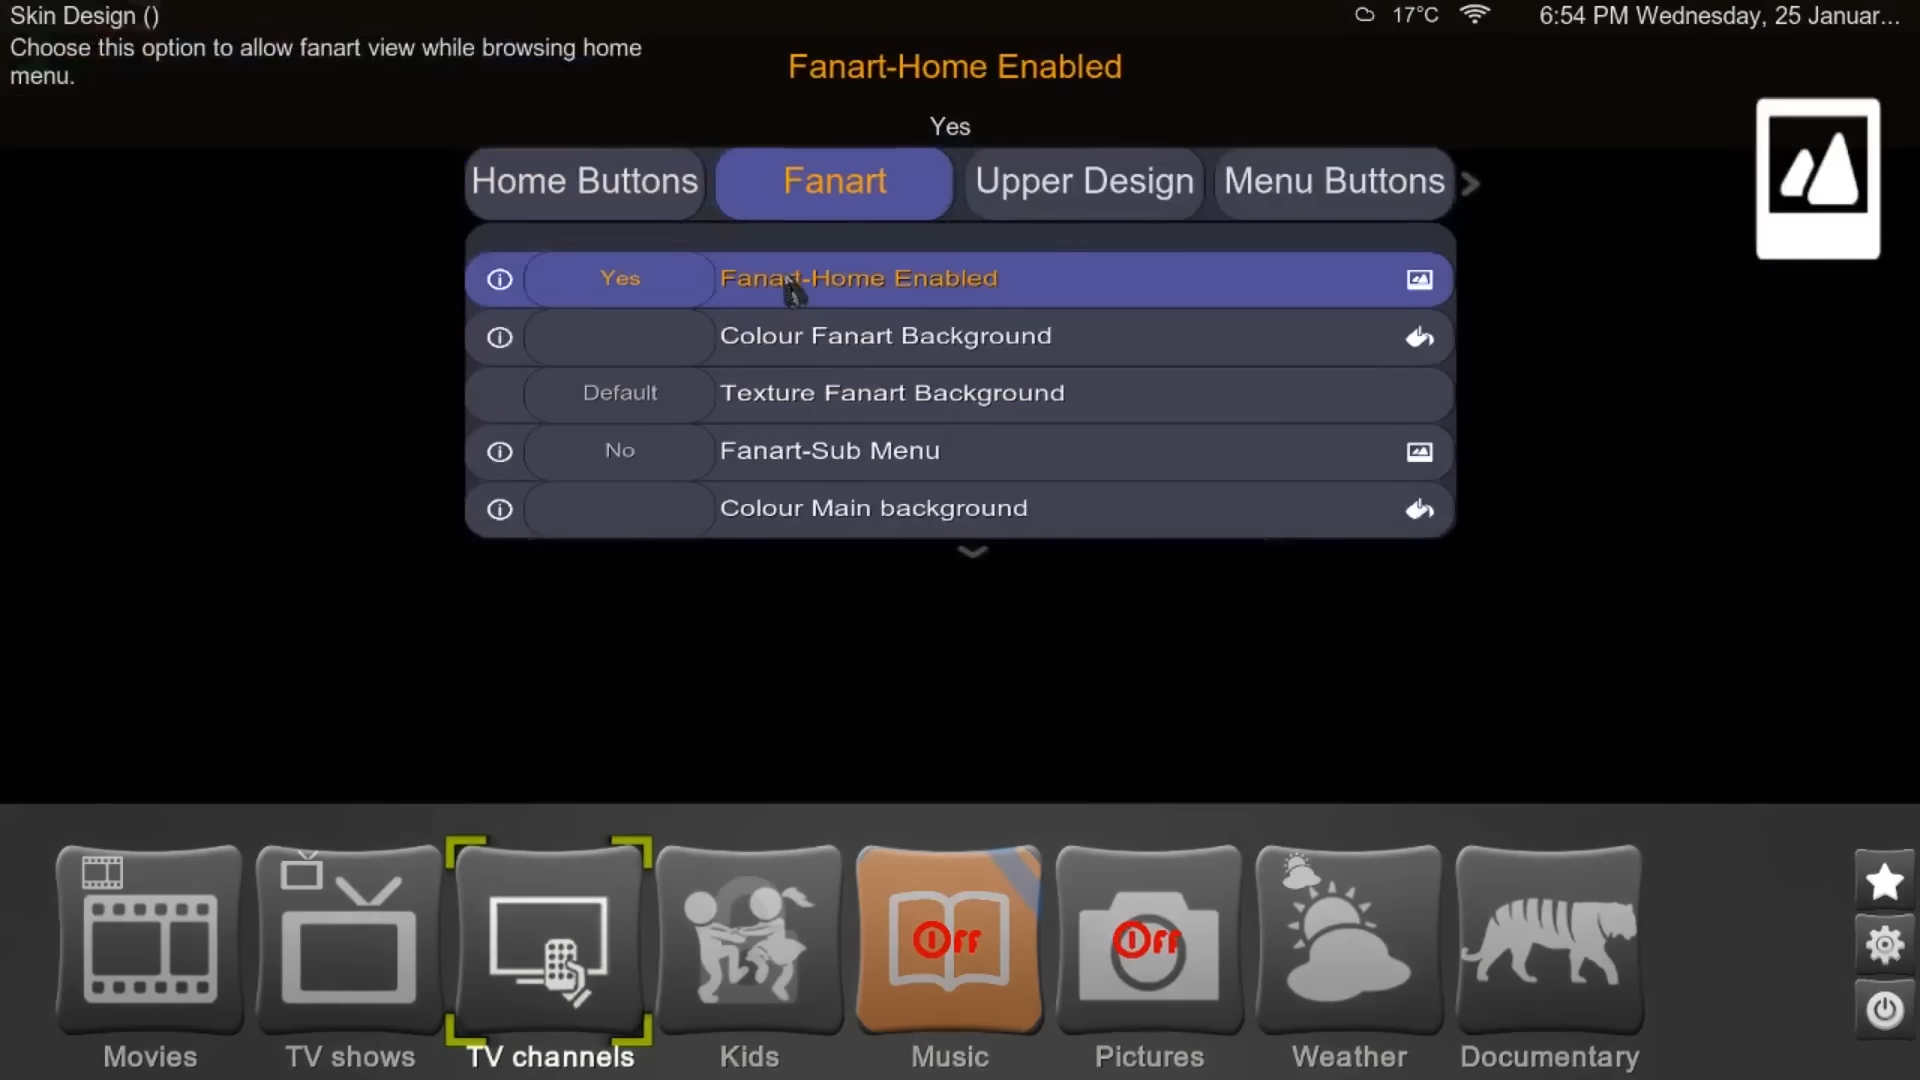 Skin Design ()
17°C
6:54 PM Wednesday, 25 Januar...
Choose this option to allow fanart view while browsing home
menu.
Fanart-Home Enabled
Yes
Home Buttons
Fanart
Upper Design
Menu Buttons
Yes
Fanart-Home Enabled
Colour Fanart Background
Default
Texture Fanart Background
No
Fanart-Sub Menu
Colour Main background
OFF
OFF
Movies
TV shows
TV channels
Kids
Music
Pictures
Weather
Documentary